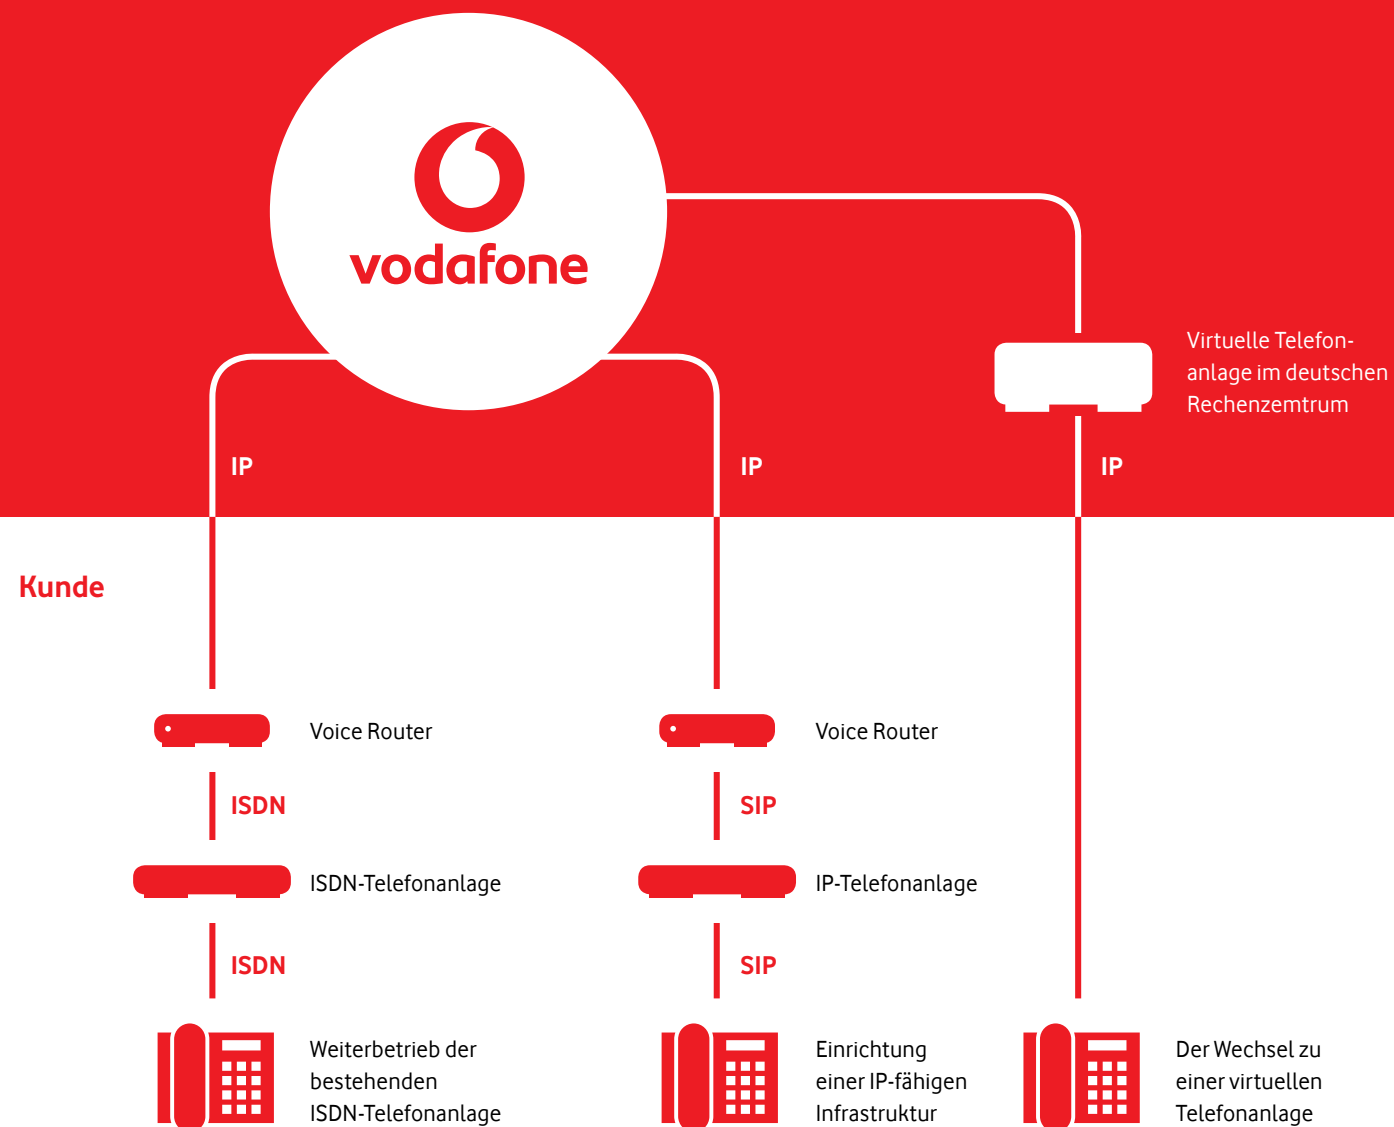 vodafone
Virtuelle Telefon-
anlage im deutschen
Rechenzemtrum
IP
IP
IP
Kunde
Voice Router
Voice Router
ISDN
SIP
ISDN-Telefonanlage
IP-Telefonanlage
ISDN
SIP
Weiterbetrieb der
bestehenden
ISDN-Telefonanlage
Einrichtung
einer IP-fähigen
Infrastruktur
Der Wechsel zu
einer virtuellen
Telefonanlage